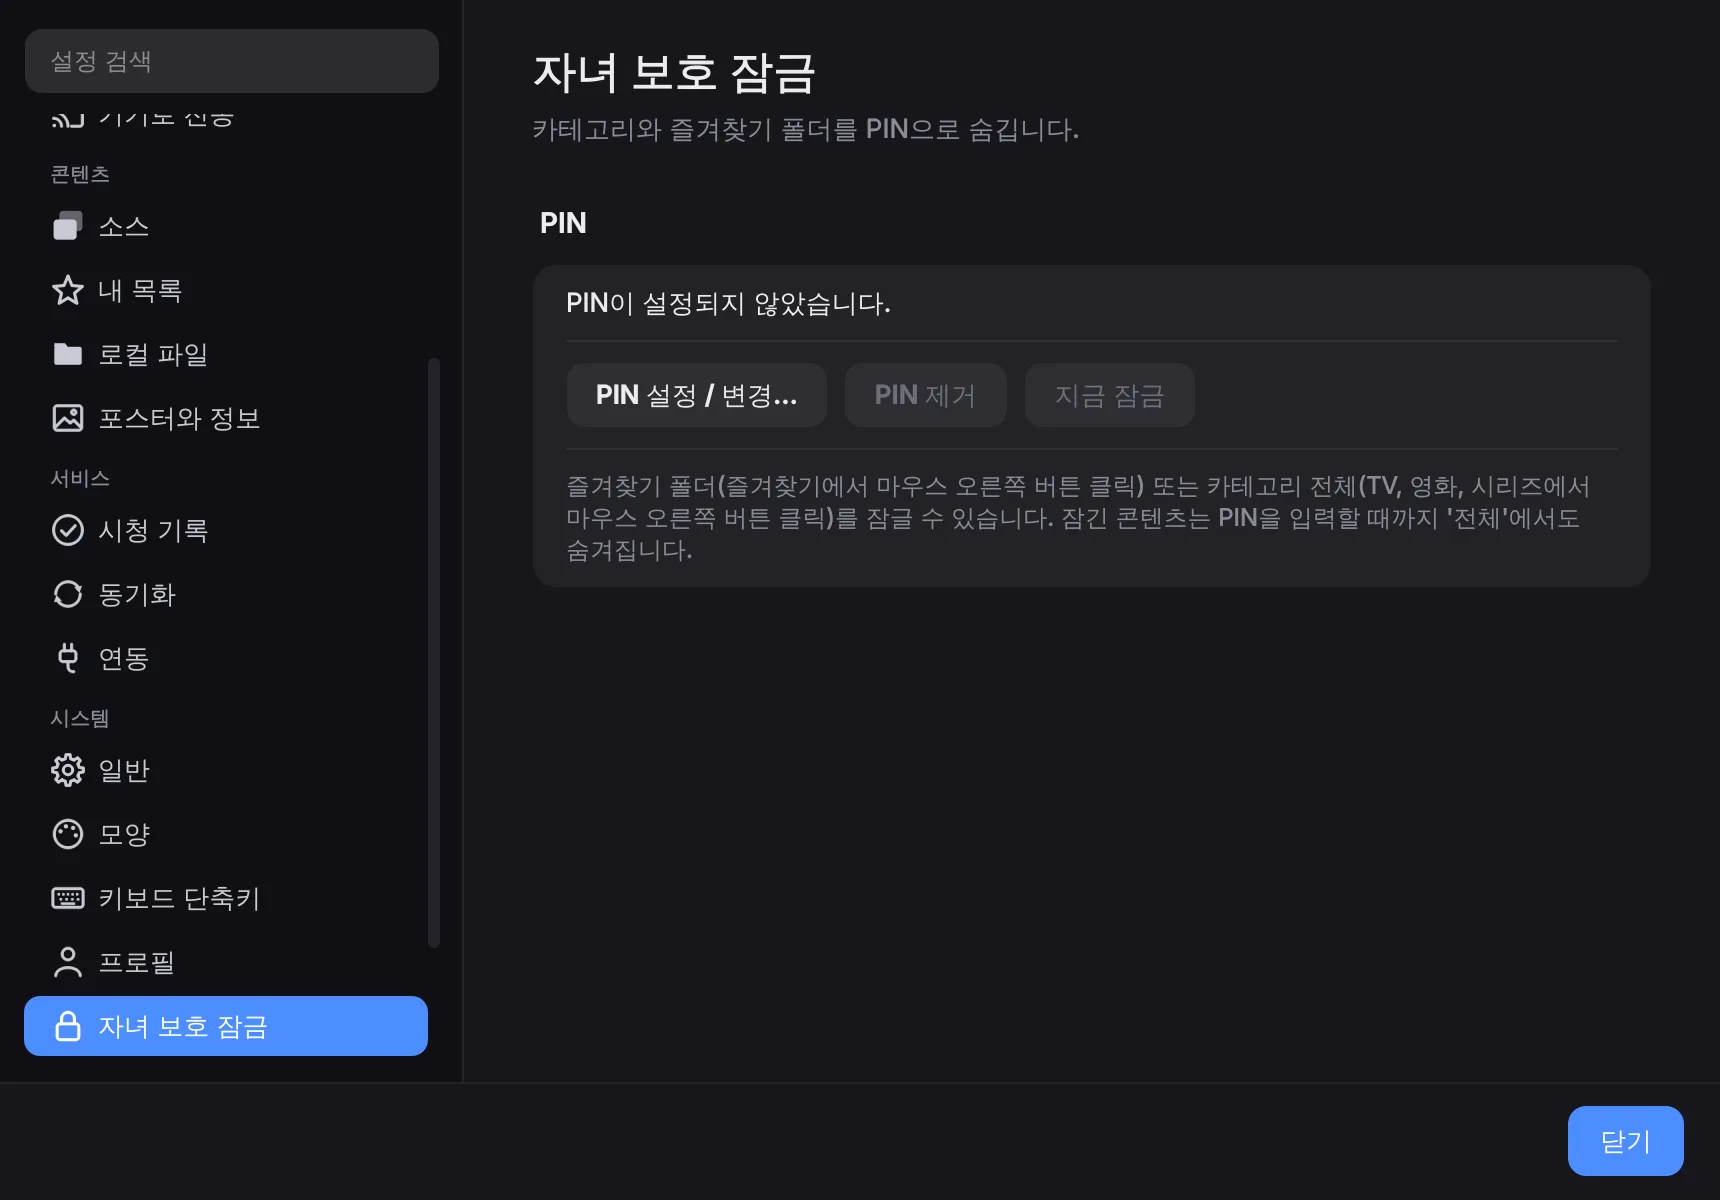 설정 검색
기기로 전송
콘텐츠
소스
내 목록
로컬 파일
포스터와 정보
서비스
시청 기록
동기화
연동
시스템
일반
모양
키보드 단축키
프로필
자녀 보호 잠금
자녀 보호 잠금
카테고리와 즐겨찾기 폴더를 PIN으로 숨깁니다.
PIN
PIN이 설정되지 않았습니다.
PIN 설정 / 변경...
PIN 제거
지금 잠금
즐겨찾기 폴더(즐겨찾기에서 마우스 오른쪽 버튼 클릭) 또는 카테고리 전체(TV, 영화, 시리즈에서
마우스 오른쪽 버튼 클릭)를 잠글 수 있습니다. 잠긴 콘텐츠는 PIN을 입력할 때까지 '전체'에서도
숨겨집니다.
닫기